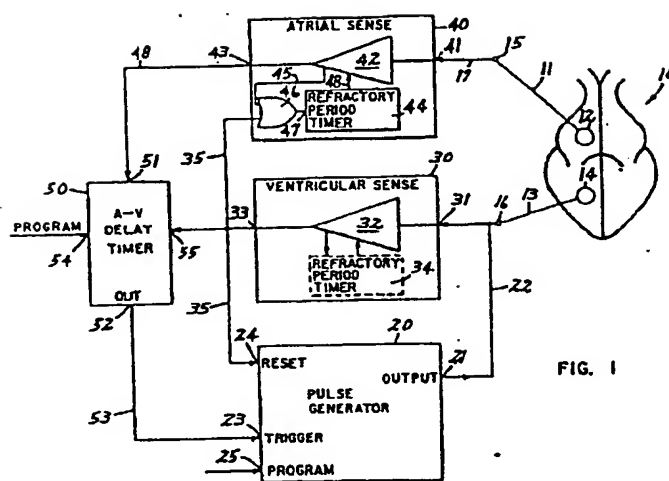 ATRIAL SENSE
40
48
43
42
41
17
15
11
10
12
14
45
46
48
47
REFRACTORY
PERIOD
TIMER
44
35
30
VENTRICULAR SENSE
51
50
A-V
DELAY
TIMER
PROGRAM
54
55
OUT
52
33
32
31
16
13
REFRACTORY
PERIOD
TIMER
34
22
35
24
20
RESET
OUTPUT
21
PULSE
GENERATOR
FIG. 1
53
23
TRIGGER
25
PROGRAM